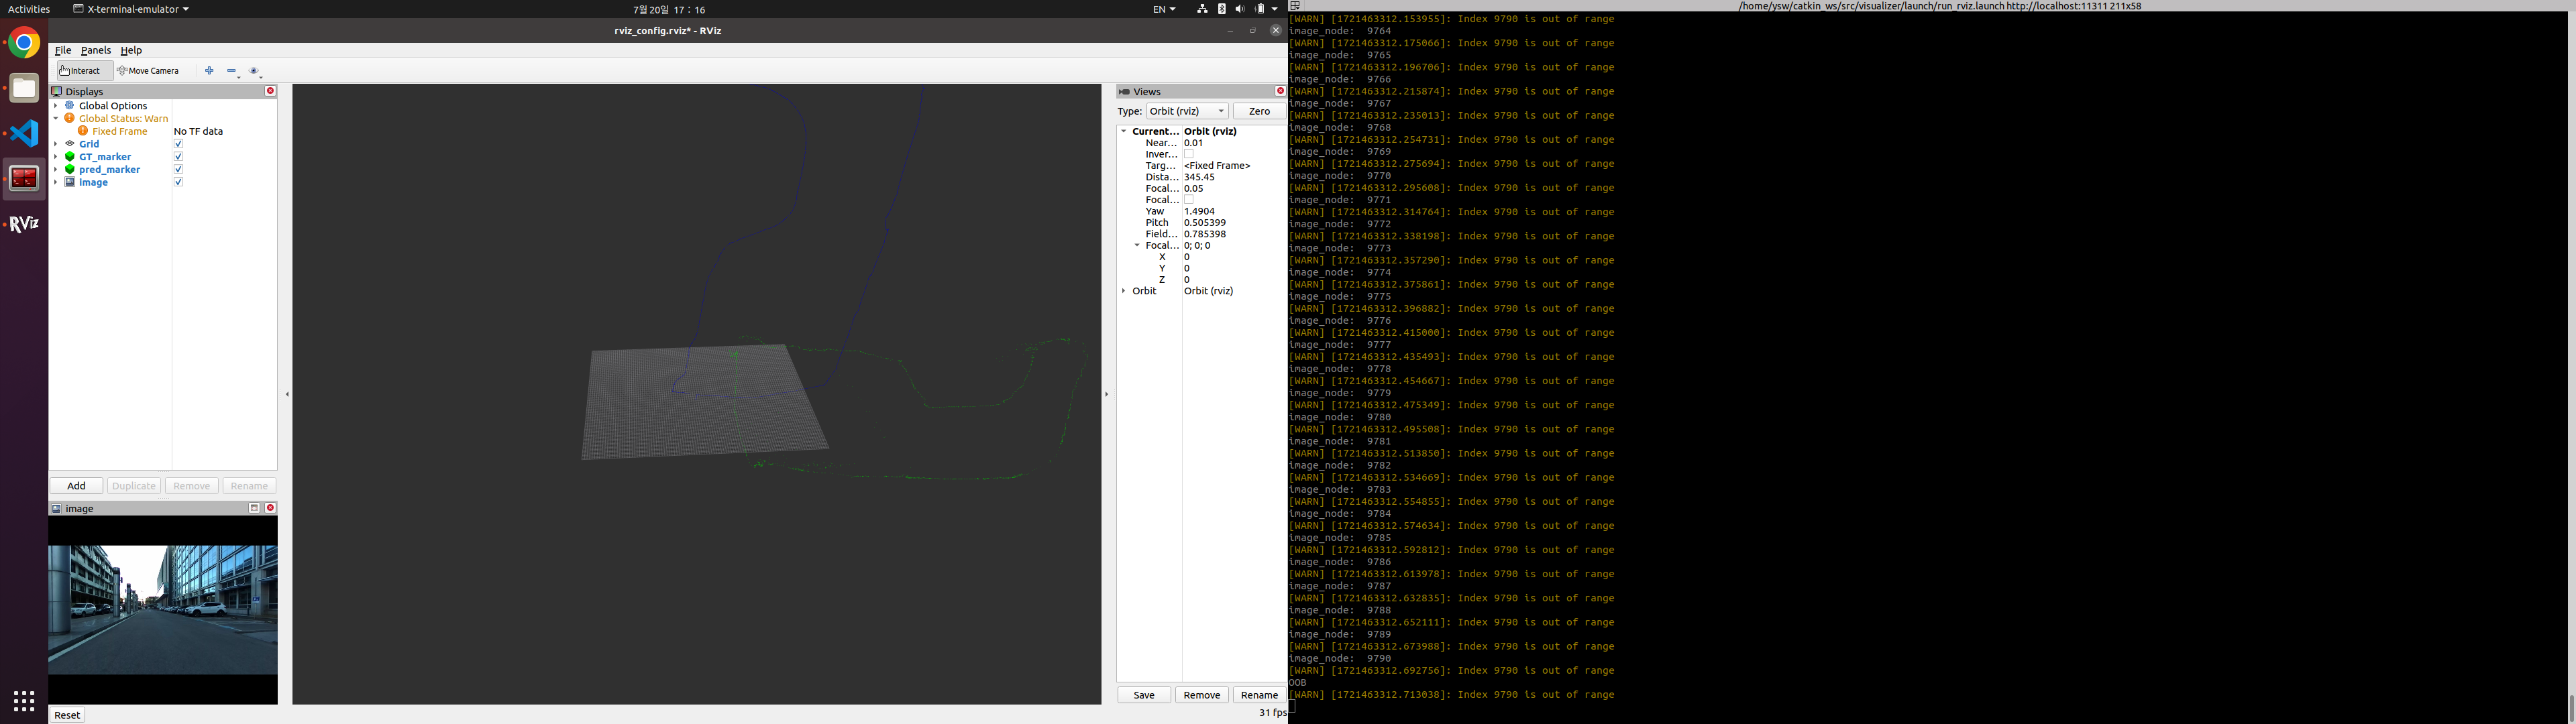 Activities
X-terminal-emulator
7월 20일 17 : 16
EN
rviz_config.rviz* - RViz
File Panels Help
Interact
Move Camera
Displays
Global Options
Global Status: Warn
Fixed Frame No TF data
Grid
GT_marker
pred_marker
image
Add Duplicate Remove Rename
image
Reset
RViz
Views
Type: Orbit (rviz) Zero
Current... Orbit (rviz)
Near... 0.01
Inver...
Targ... <Fixed Frame>
Dista... 345.45
Focal... 0.05
Focal...
Yaw 1.4904
Pitch 0.505399
Field... 0.785398
Focal... 0; 0; 0
X 0
Y 0
Z 0
Orbit Orbit (rviz)
Save Remove Rename
31 fps
/home/ysw/catkin_ws/src/visualizer/launch/run_rviz.launch http://localhost:11311 211x58
[WARN] [1721463312.153955]: Index 9790 is out of range
image_node:  9764
[WARN] [1721463312.175066]: Index 9790 is out of range
image_node:  9765
[WARN] [1721463312.196706]: Index 9790 is out of range
image_node:  9766
[WARN] [1721463312.215874]: Index 9790 is out of range
image_node:  9767
[WARN] [1721463312.235013]: Index 9790 is out of range
image_node:  9768
[WARN] [1721463312.254731]: Index 9790 is out of range
image_node:  9769
[WARN] [1721463312.275694]: Index 9790 is out of range
image_node:  9770
[WARN] [1721463312.295608]: Index 9790 is out of range
image_node:  9771
[WARN] [1721463312.314764]: Index 9790 is out of range
image_node:  9772
[WARN] [1721463312.338198]: Index 9790 is out of range
image_node:  9773
[WARN] [1721463312.357290]: Index 9790 is out of range
image_node:  9774
[WARN] [1721463312.375861]: Index 9790 is out of range
image_node:  9775
[WARN] [1721463312.396882]: Index 9790 is out of range
image_node:  9776
[WARN] [1721463312.415000]: Index 9790 is out of range
image_node:  9777
[WARN] [1721463312.435493]: Index 9790 is out of range
image_node:  9778
[WARN] [1721463312.454667]: Index 9790 is out of range
image_node:  9779
[WARN] [1721463312.475349]: Index 9790 is out of range
image_node:  9780
[WARN] [1721463312.495508]: Index 9790 is out of range
image_node:  9781
[WARN] [1721463312.513850]: Index 9790 is out of range
image_node:  9782
[WARN] [1721463312.534669]: Index 9790 is out of range
image_node:  9783
[WARN] [1721463312.554855]: Index 9790 is out of range
image_node:  9784
[WARN] [1721463312.574634]: Index 9790 is out of range
image_node:  9785
[WARN] [1721463312.592812]: Index 9790 is out of range
image_node:  9786
[WARN] [1721463312.613978]: Index 9790 is out of range
image_node:  9787
[WARN] [1721463312.632835]: Index 9790 is out of range
image_node:  9788
[WARN] [1721463312.652111]: Index 9790 is out of range
image_node:  9789
[WARN] [1721463312.673988]: Index 9790 is out of range
image_node:  9790
[WARN] [1721463312.692756]: Index 9790 is out of range
OOB
[WARN] [1721463312.713038]: Index 9790 is out of range